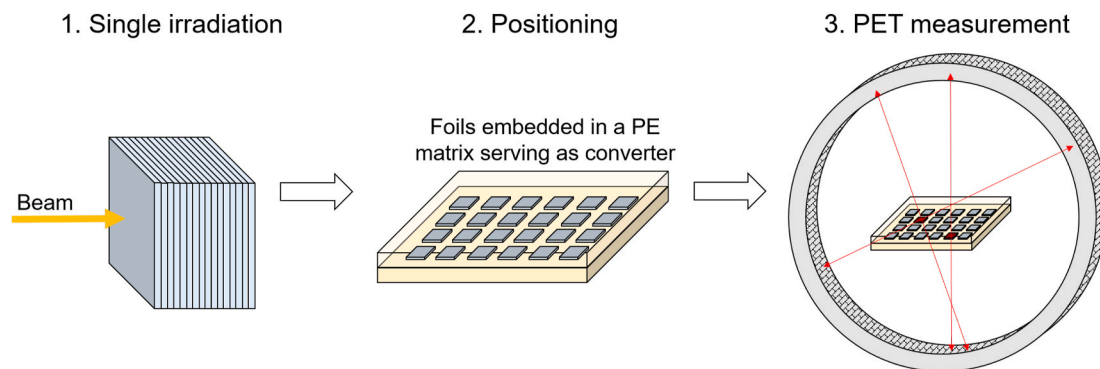 1. Single irradiation
2. Positioning
3. PET measurement
Foils embedded in a PE
matrix serving as converter
Beam